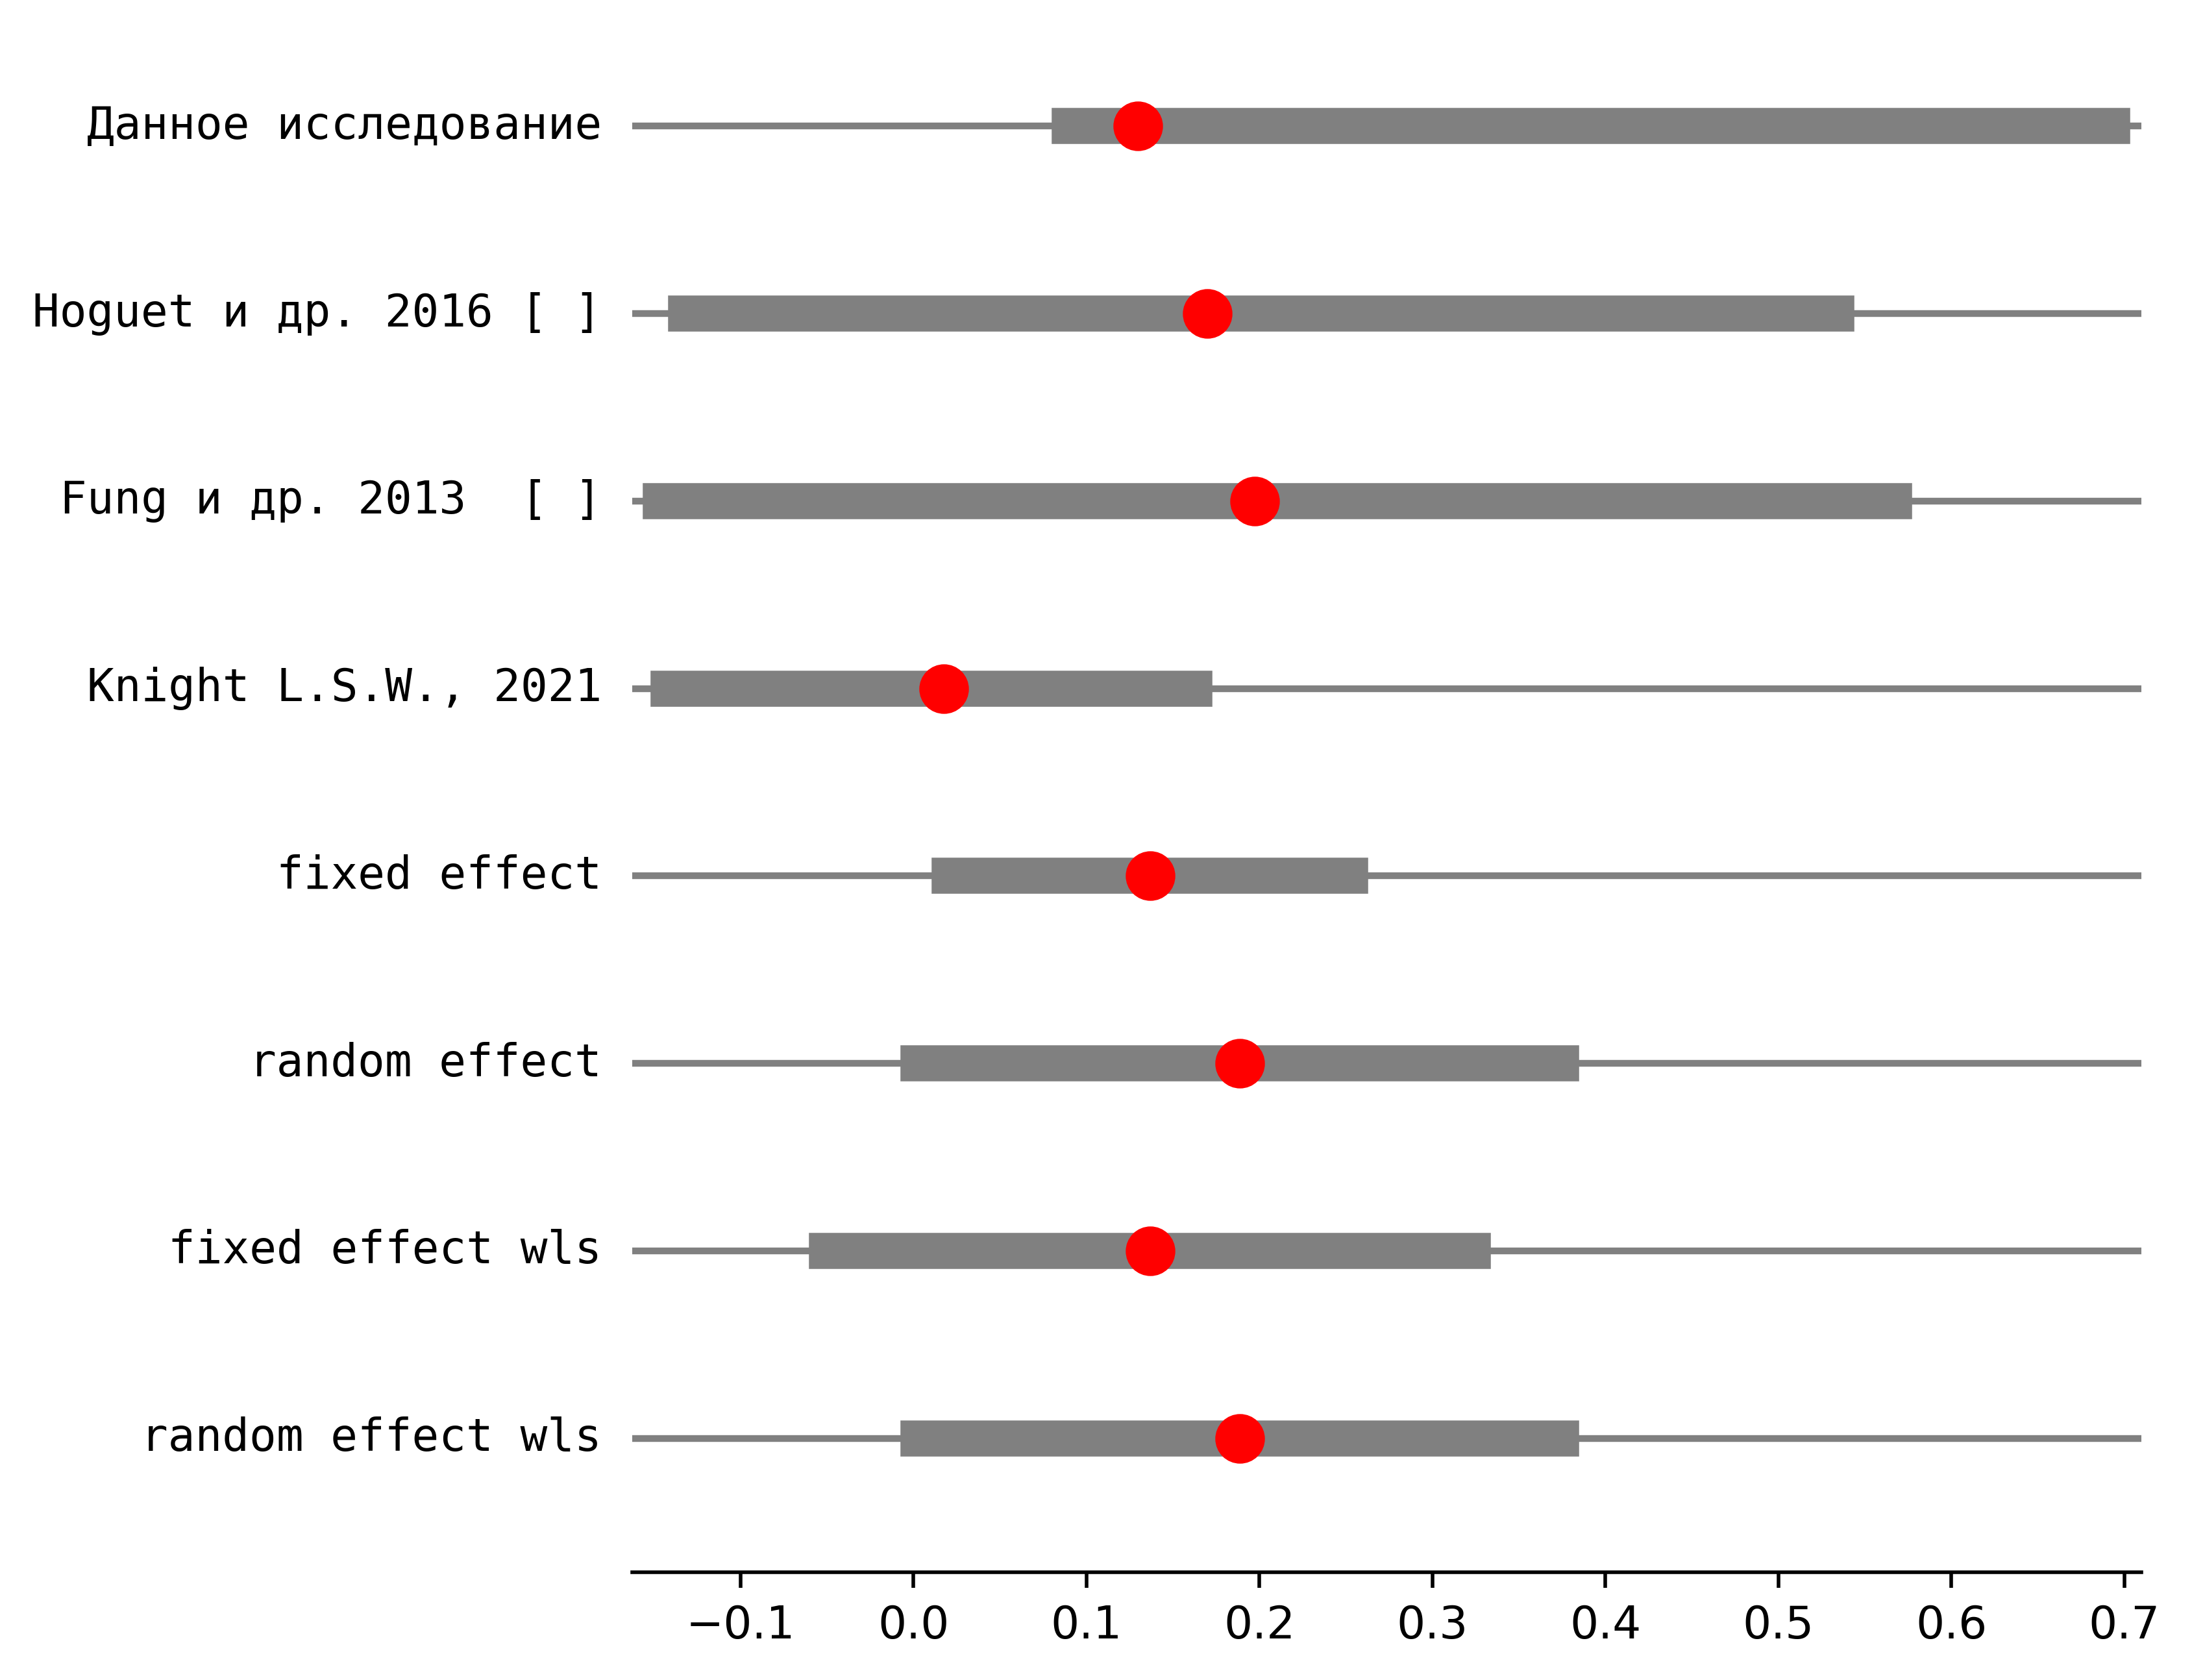 Данное исследование
Hoguet и др. 2016 [ ]
Fung и др. 2013  [ ]
Knight L.S.W., 2021
fixed effect
random effect
fixed effect wls
random effect wls
−0.1 0.0 0.1 0.2 0.3 0.4 0.5 0.6 0.7